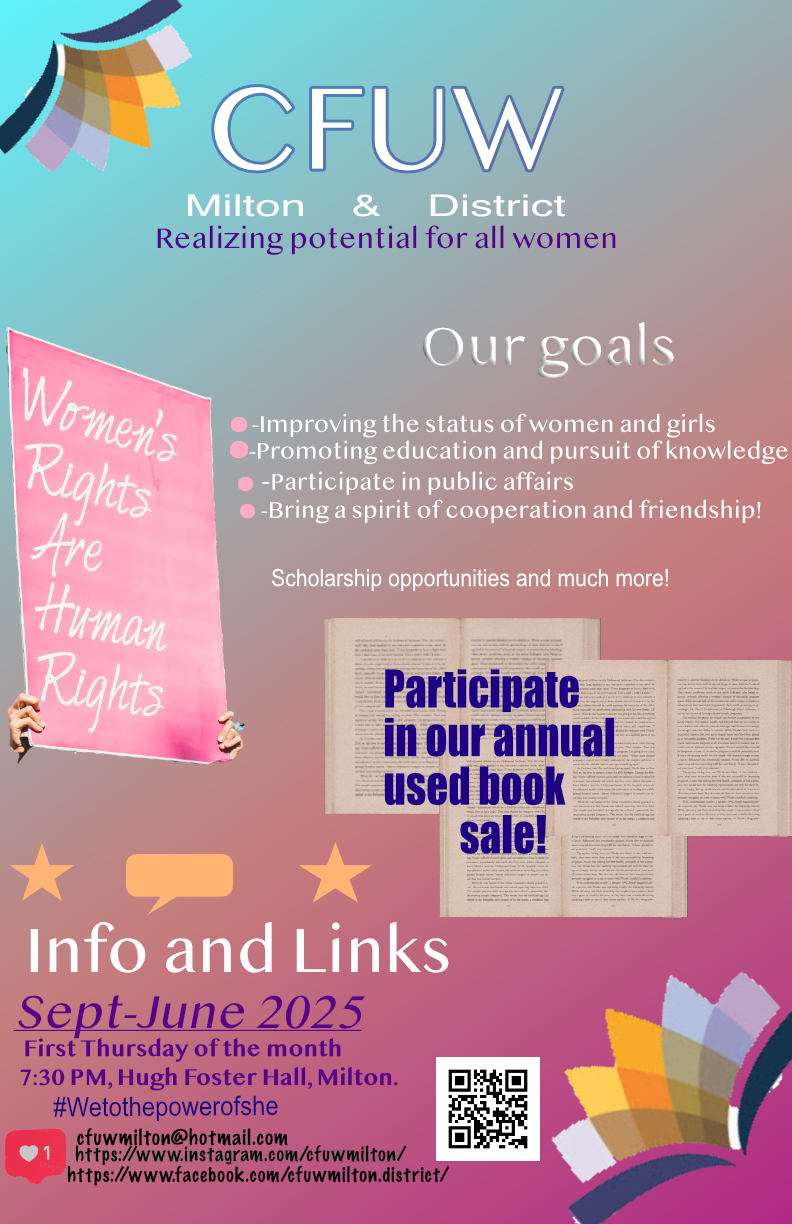 CFUW
Milton & District
Realizing potential for all women
Our goals
Women's
Rights
Are
Human
Rights
-Improving the status of women and girls
-Promoting education and pursuit of knowledge
-Participate in public affairs
-Bring a spirit of cooperation and friendship!
Scholarship opportunities and much more!
Participate
in our annual
used book
sale!
Info and Links
Sept-June 2025
First Thursday of the month
7:30 PM, Hugh Foster Hall, Milton.
#Wetothepowerofshe
1
cfuwmilton@hotmail.com
https://www.instagram.com/cfuwmilton/
https://www.facebook.com/cfuwmilton.district/